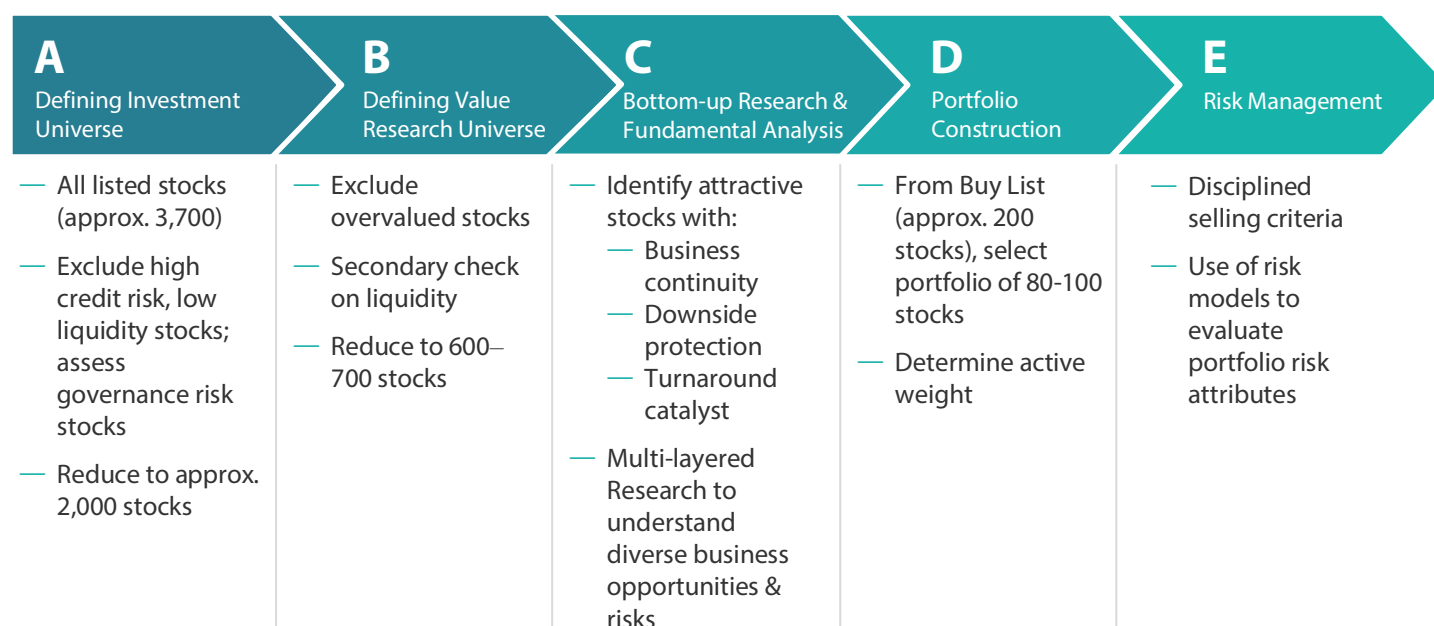 A
Defining Investment
Universe
B
Defining Value
Research Universe
C
Bottom-up Research &
Fundamental Analysis
D
Portfolio
Construction
E
Risk Management
— All listed stocks
(approx. 3,700)
— Exclude high
credit risk, low
liquidity stocks;
assess
governance risk
stocks
— Reduce to approx.
2,000 stocks
— Exclude
overvalued stocks
— Secondary check
on liquidity
— Reduce to 600–
700 stocks
— Identify attractive
stocks with:
— Business
continuity
— Downside
protection
— Turnaround
catalyst
— Multi-layered
Research to
understand
diverse business
opportunities &
risks
— From Buy List
(approx. 200
stocks), select
portfolio of 80-100
stocks
— Determine active
weight
— Disciplined
selling criteria
— Use of risk
models to
evaluate
portfolio risk
attributes